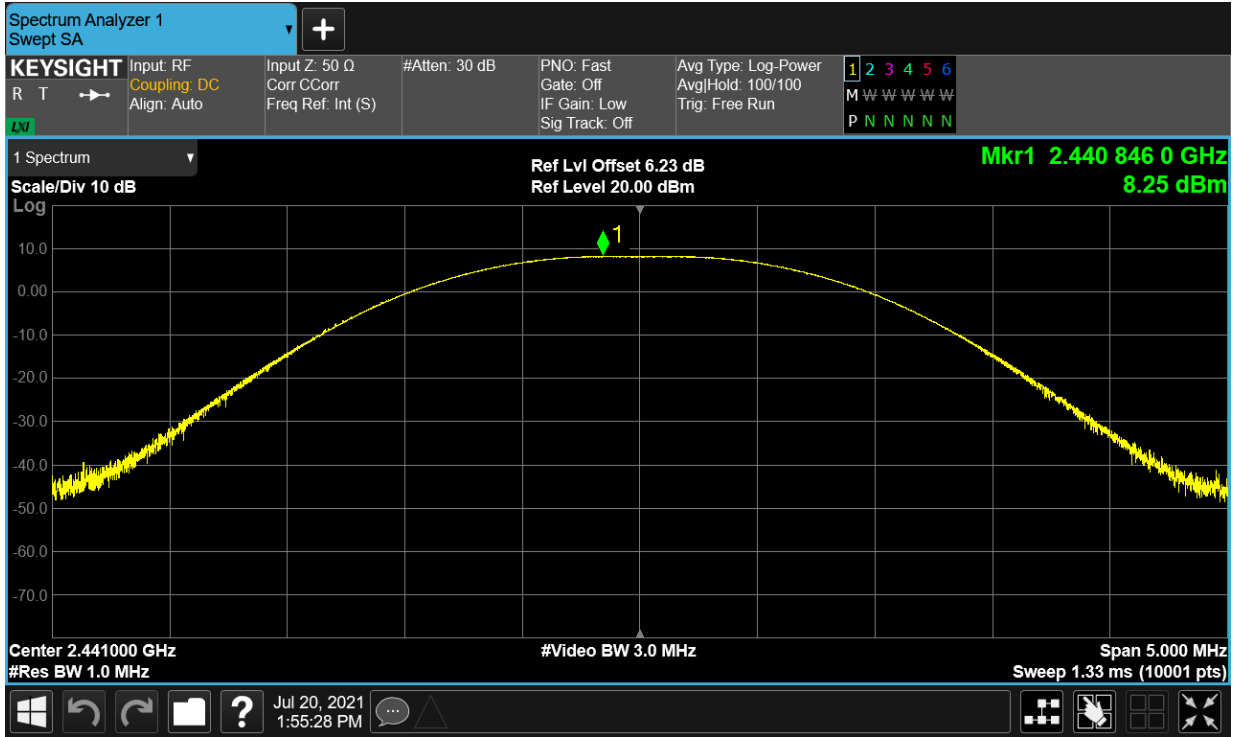 Spectrum Analyzer 1
Swept SA
+
KEYSIGHT
R T
LXI
Input: RF
Coupling: DC
Align: Auto
Input Z: 50 Ω
Corr CCorr
Freq Ref: Int (S)
#Atten: 30 dB
PNO: Fast
Gate: Off
IF Gain: Low
Sig Track: Off
Avg Type: Log-Power
Avg|Hold: 100/100
Trig: Free Run
1 2 3 4 5 6
M W W W W W
P N N N N N
1 Spectrum
Scale/Div 10 dB
Log
Ref Lvl Offset 6.23 dB
Ref Level 20.00 dBm
Mkr1 2.440 846 0 GHz
8.25 dBm
1
10.0
0.00
-10.0
-20.0
-30.0
-40.0
-50.0
-60.0
-70.0
Center 2.441000 GHz
#Res BW 1.0 MHz
#Video BW 3.0 MHz
Span 5.000 MHz
Sweep 1.33 ms (10001 pts)
?
Jul 20, 2021
1:55:28 PM